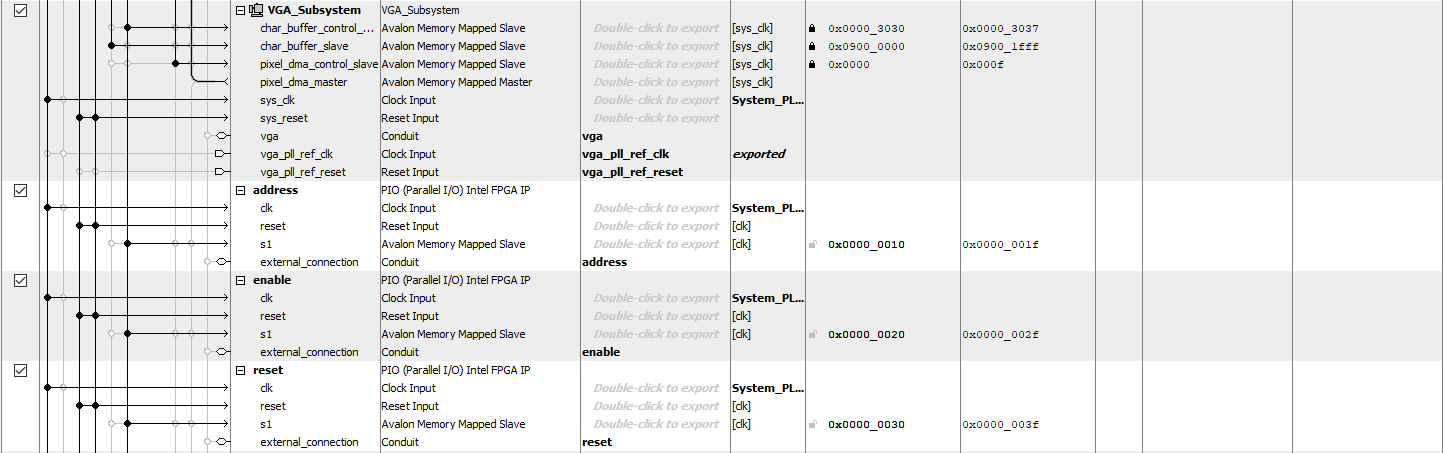 VGA_Subsystem VGA_Subsystem
char_buffer_control_... Avalon Memory Mapped Slave Double-click to export [sys_clk] 0x0000_3030 0x0000_3037
char_buffer_slave Avalon Memory Mapped Slave Double-click to export [sys_clk] 0x0900_0000 0x0900_1fff
pixel_dma_control_slave Avalon Memory Mapped Slave Double-click to export [sys_clk] 0x0000 0x000f
pixel_dma_master Avalon Memory Mapped Master Double-click to export [sys_clk]
sys_clk Clock Input Double-click to export System_PL...
sys_reset Reset Input Double-click to export
vga Conduit vga
vga_pll_ref_clk Clock Input vga_pll_ref_clk exported
vga_pll_ref_reset Reset Input vga_pll_ref_reset
address PIO (Parallel I/O) Intel FPGA IP
clk Clock Input Double-click to export System_PL...
reset Reset Input Double-click to export [clk]
s1 Avalon Memory Mapped Slave Double-click to export [clk] 0x0000_0010 0x0000_001f
external_connection Conduit address
enable PIO (Parallel I/O) Intel FPGA IP
clk Clock Input Double-click to export System_PL...
reset Reset Input Double-click to export [clk]
s1 Avalon Memory Mapped Slave Double-click to export [clk] 0x0000_0020 0x0000_002f
external_connection Conduit enable
reset PIO (Parallel I/O) Intel FPGA IP
clk Clock Input Double-click to export System_PL...
reset Reset Input Double-click to export [clk]
s1 Avalon Memory Mapped Slave Double-click to export [clk] 0x0000_0030 0x0000_003f
external_connection Conduit reset